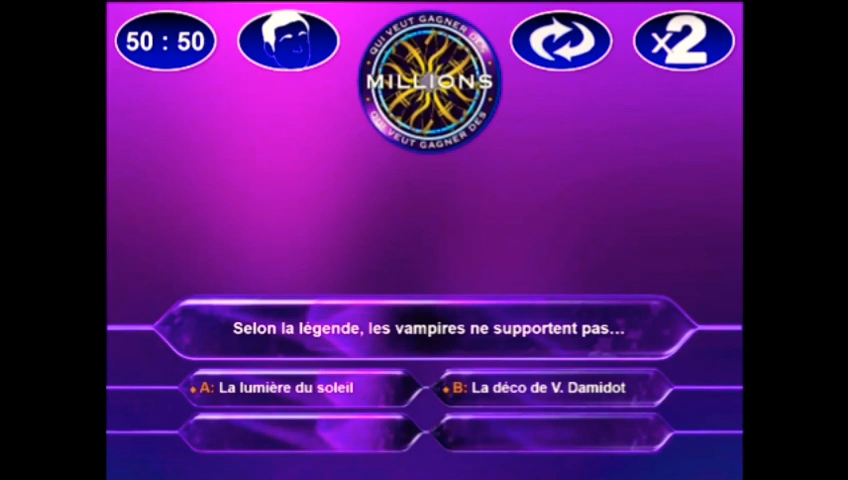 50 : 50
QUI VEUT GAGNER DES
MILLIONS
QUI VEUT GAGNER DES
x2
Selon la légende, les vampires ne supportent pas...
A: La lumière du soleil
B: La déco de V. Damidot